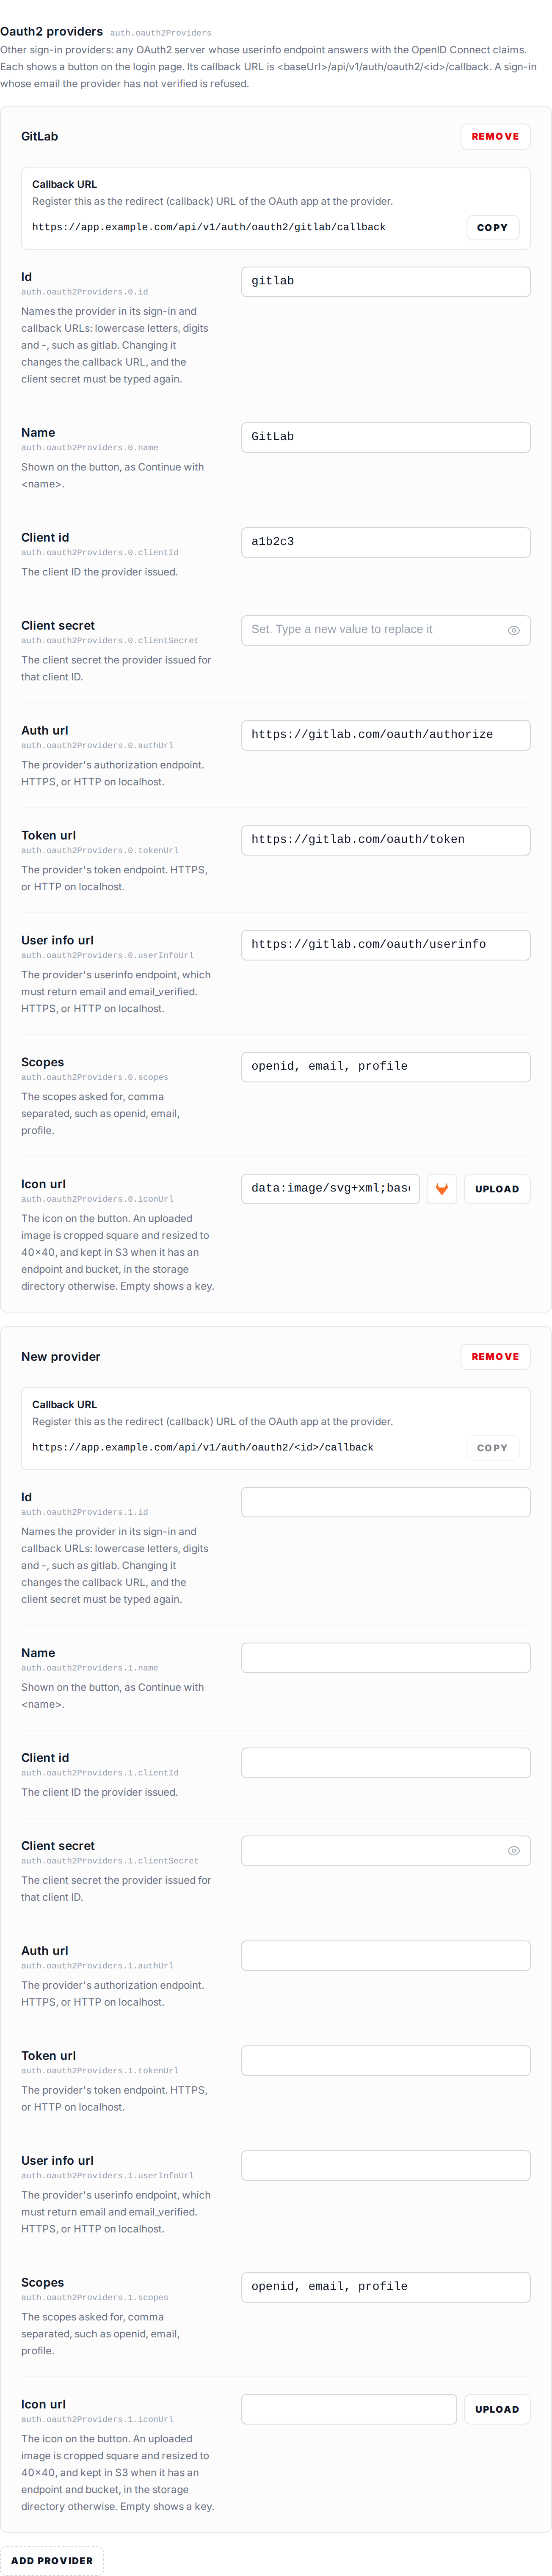 Oauth2 providers auth.oauth2Providers
Other sign-in providers: any OAuth2 server whose userinfo endpoint answers with the OpenID Connect claims.
Each shows a button on the login page. Its callback URL is <baseUrl>/api/v1/auth/oauth2/<id>/callback. A sign-in
whose email the provider has not verified is refused.
GitLab
REMOVE
Callback URL
Register this as the redirect (callback) URL of the OAuth app at the provider.
https://app.example.com/api/v1/auth/oauth2/gitlab/callback
COPY
Id
auth.oauth2Providers.0.id
gitlab
Names the provider in its sign-in and
callback URLs: lowercase letters, digits
and -, such as gitlab. Changing it
changes the callback URL, and the
client secret must be typed again.
Name
auth.oauth2Providers.0.name
GitLab
Shown on the button, as Continue with
<name>.
Client id
auth.oauth2Providers.0.clientId
a1b2c3
The client ID the provider issued.
Client secret
auth.oauth2Providers.0.clientSecret
Set. Type a new value to replace it
The client secret the provider issued for
that client ID.
Auth url
auth.oauth2Providers.0.authUrl
https://gitlab.com/oauth/authorize
The provider's authorization endpoint.
HTTPS, or HTTP on localhost.
Token url
auth.oauth2Providers.0.tokenUrl
https://gitlab.com/oauth/token
The provider's token endpoint. HTTPS,
or HTTP on localhost.
User info url
auth.oauth2Providers.0.userInfoUrl
https://gitlab.com/oauth/userinfo
The provider's userinfo endpoint, which
must return email and email_verified.
HTTPS, or HTTP on localhost.
Scopes
auth.oauth2Providers.0.scopes
openid, email, profile
The scopes asked for, comma
separated, such as openid, email,
profile.
Icon url
auth.oauth2Providers.0.iconUrl
data:image/svg+xml;base
UPLOAD
The icon on the button. An uploaded
image is cropped square and resized to
40×40, and kept in S3 when it has an
endpoint and bucket, in the storage
directory otherwise. Empty shows a key.
New provider
REMOVE
Callback URL
Register this as the redirect (callback) URL of the OAuth app at the provider.
https://app.example.com/api/v1/auth/oauth2/<id>/callback
COPY
Id
auth.oauth2Providers.1.id
Names the provider in its sign-in and
callback URLs: lowercase letters, digits
and -, such as gitlab. Changing it
changes the callback URL, and the
client secret must be typed again.
Name
auth.oauth2Providers.1.name
Shown on the button, as Continue with
<name>.
Client id
auth.oauth2Providers.1.clientId
The client ID the provider issued.
Client secret
auth.oauth2Providers.1.clientSecret
The client secret the provider issued for
that client ID.
Auth url
auth.oauth2Providers.1.authUrl
The provider's authorization endpoint.
HTTPS, or HTTP on localhost.
Token url
auth.oauth2Providers.1.tokenUrl
The provider's token endpoint. HTTPS,
or HTTP on localhost.
User info url
auth.oauth2Providers.1.userInfoUrl
The provider's userinfo endpoint, which
must return email and email_verified.
HTTPS, or HTTP on localhost.
Scopes
auth.oauth2Providers.1.scopes
openid, email, profile
The scopes asked for, comma
separated, such as openid, email,
profile.
Icon url
auth.oauth2Providers.1.iconUrl
UPLOAD
The icon on the button. An uploaded
image is cropped square and resized to
40×40, and kept in S3 when it has an
endpoint and bucket, in the storage
directory otherwise. Empty shows a key.
ADD PROVIDER